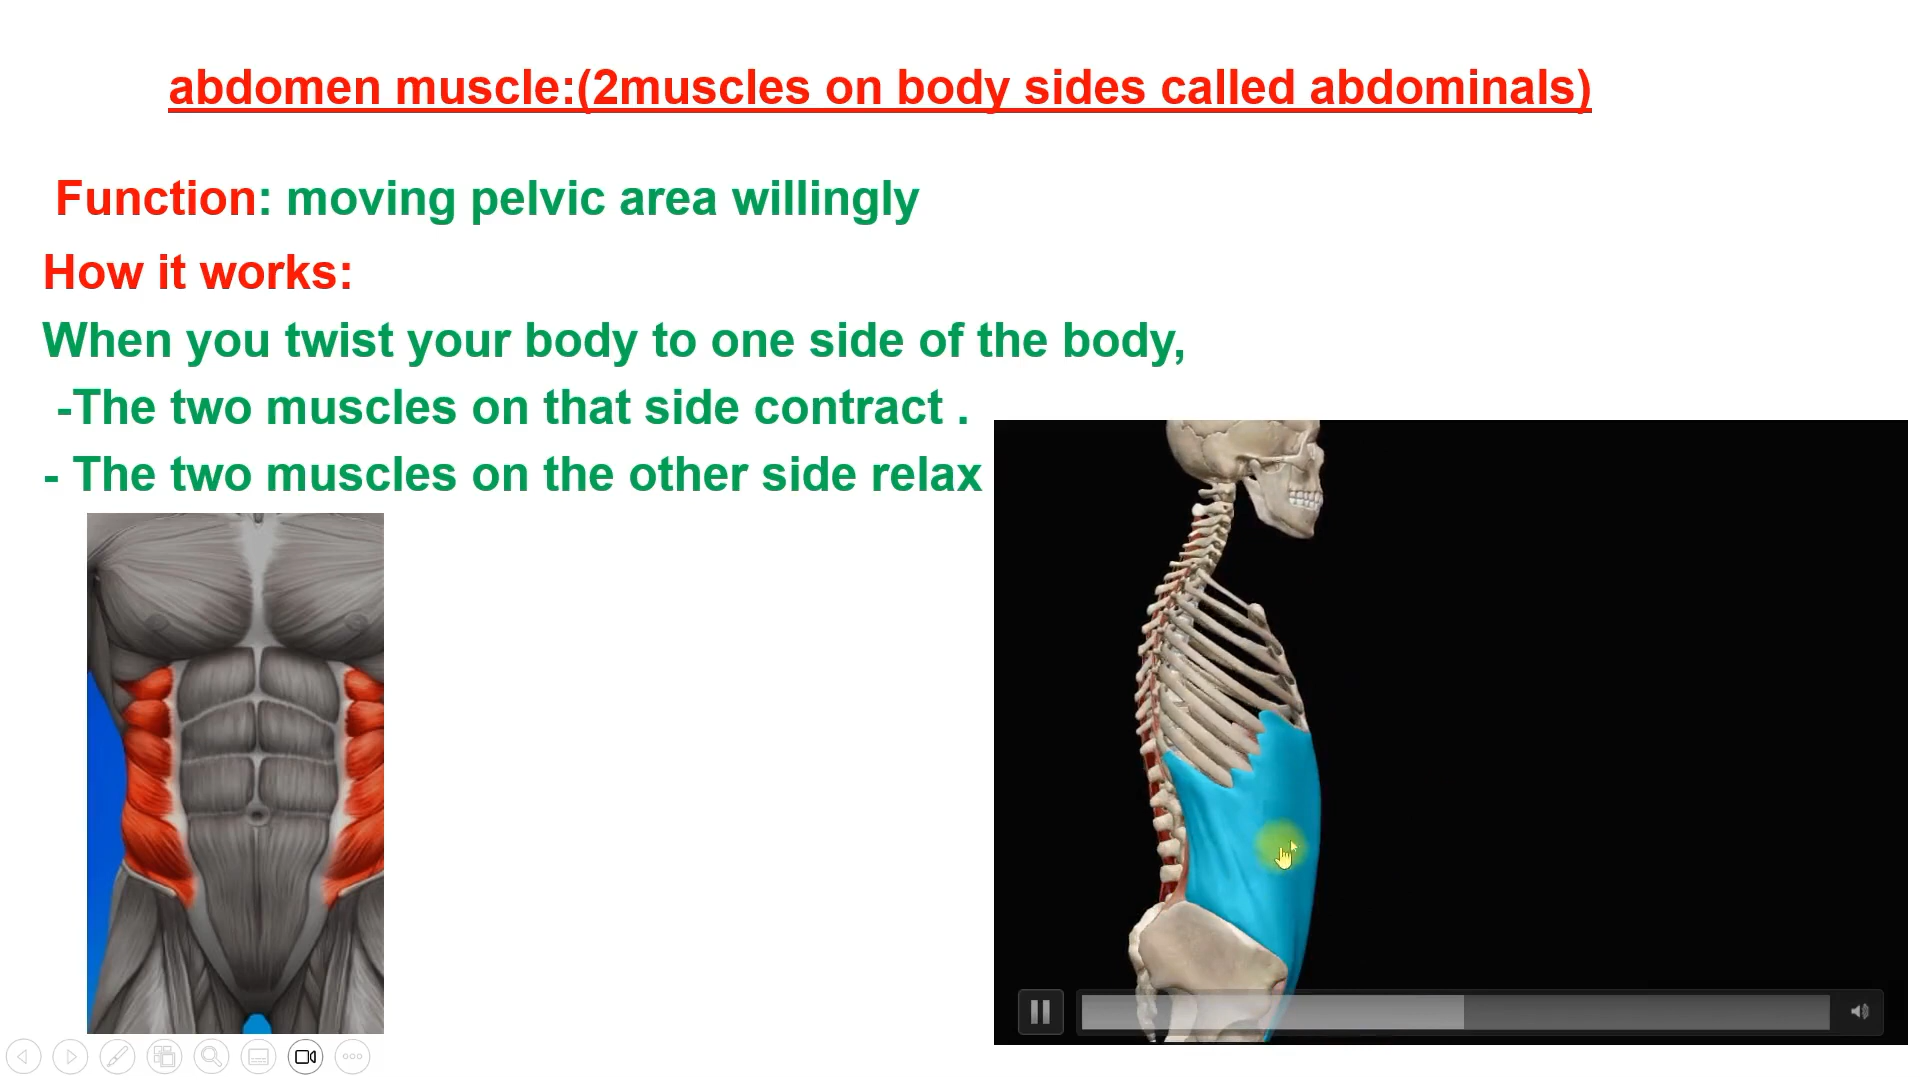 abdomen muscle:(2muscles on body sides called abdominals)
Function: moving pelvic area willingly
How it works:
When you twist your body to one side of the body,
-The two muscles on that side contract .
- The two muscles on the other side relax